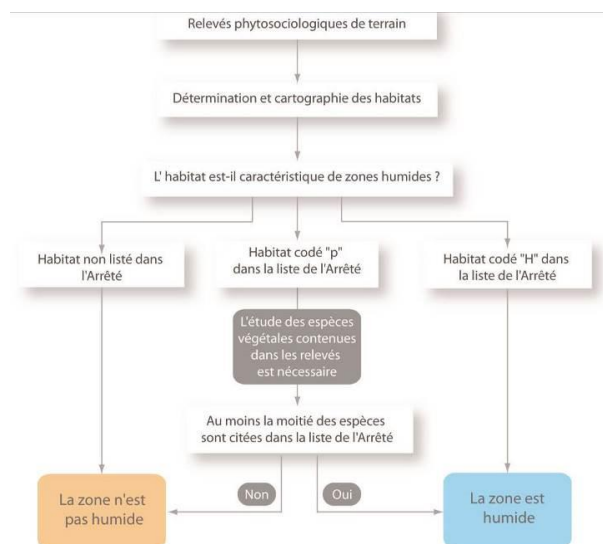 Relevés phytosociologiques de terrain
Détermination et cartographie des habitats
L' habitat est-il caractéristique de zones humides ?
Habitat non listé dans
l'Arrêté
Habitat codé "p"
dans la liste de l'Arrêté
Habitat codé "H" dans
la liste de l'Arrêté
L'étude des espèces
végétales contenues
dans les relevés
est nécessaire
Au moins la moitié des espèces
sont citées dans la liste de l'Arrêté
Non
Oui
La zone n'est
pas humide
La zone est
humide